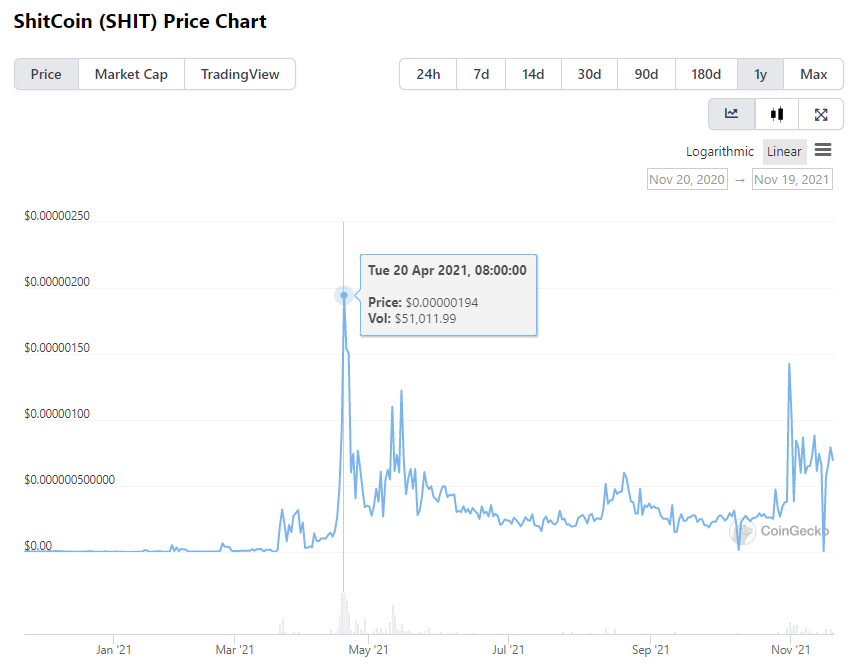 ShitCoin (SHIT) Price Chart
Price Market Cap TradingView 24h 7d 14d 30d 90d 180d 1y Max
Logarithmic Linear
Nov 20, 2020 → Nov 19, 2021
$0.00000250
Tue 20 Apr 2021, 08:00:00
$0.00000200
Price: $0.00000194
Vol: $51,011.99
$0.00000150
$0.00000100
$0.000000500000
CoinGecko
$0.00
Jan '21 Mar '21 May '21 Jul '21 Sep '21 Nov '21